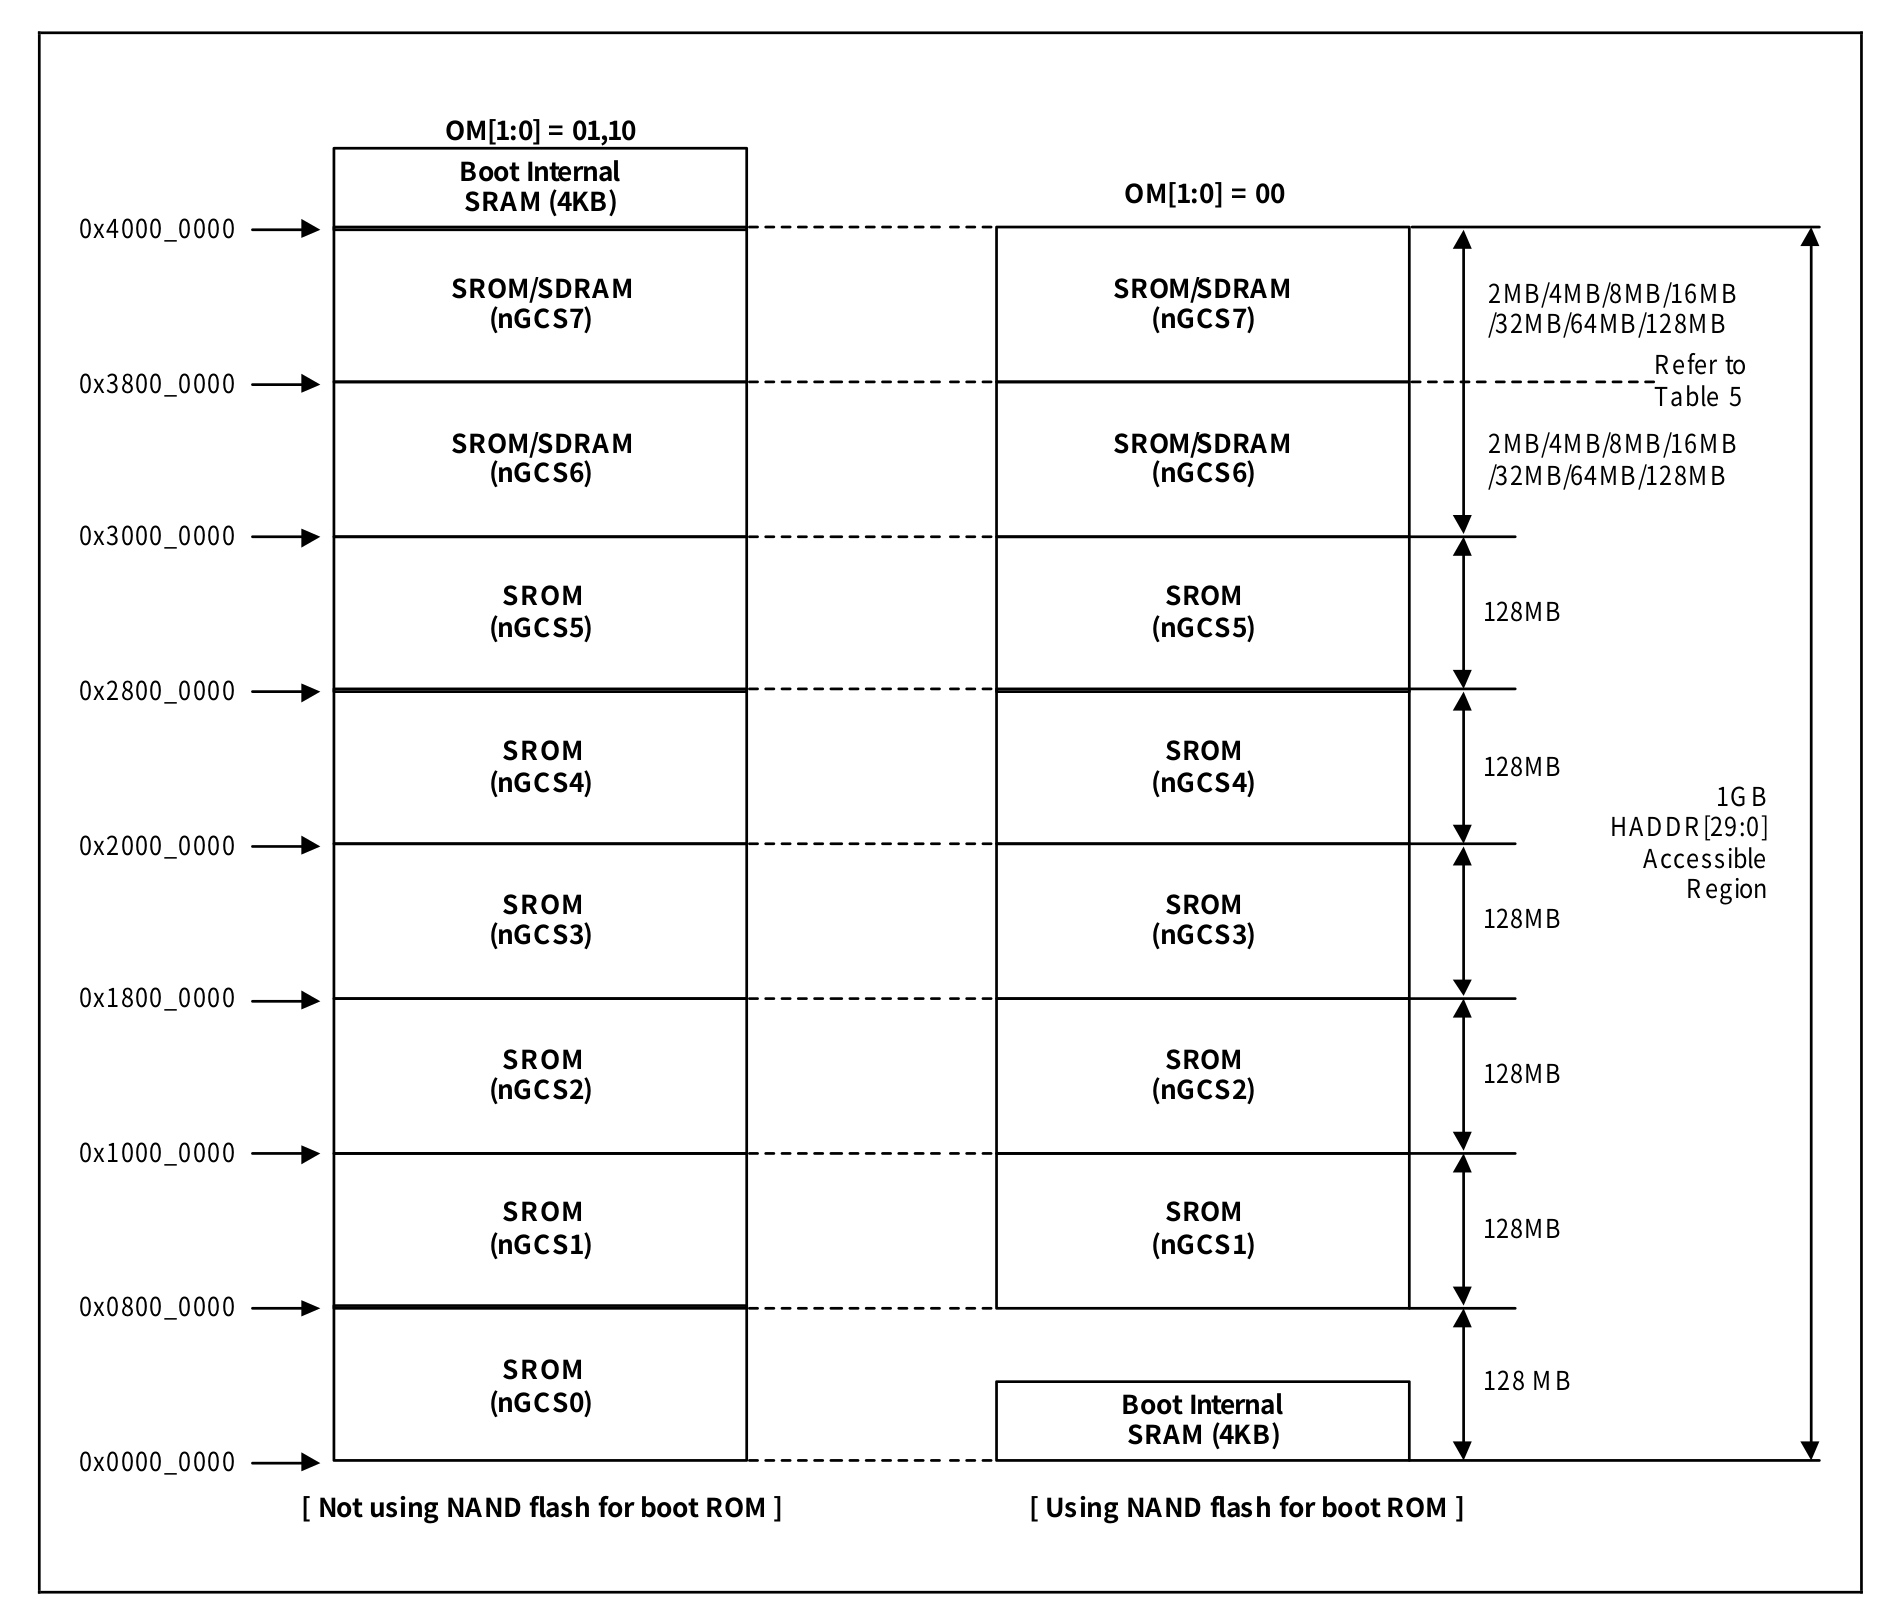 OM[1:0] = 01,10
Boot Internal
SRAM (4KB)
OM[1:0] = 00
0x4000_0000
SROM/SDRAM
(nGCS7)
SROM/SDRAM
(nGCS7)
2MB/4MB/8MB/16MB
/32MB/64MB/128MB
Refer to
Table 5
0x3800_0000
SROM/SDRAM
(nGCS6)
SROM/SDRAM
(nGCS6)
2MB/4MB/8MB/16MB
/32MB/64MB/128MB
0x3000_0000
SROM
(nGCS5)
SROM
(nGCS5)
128MB
0x2800_0000
SROM
(nGCS4)
SROM
(nGCS4)
128MB
1GB
HADDR[29:0]
Accessible
Region
0x2000_0000
SROM
(nGCS3)
SROM
(nGCS3)
128MB
0x1800_0000
SROM
(nGCS2)
SROM
(nGCS2)
128MB
0x1000_0000
SROM
(nGCS1)
SROM
(nGCS1)
128MB
0x0800_0000
SROM
(nGCS0)
Boot Internal
SRAM (4KB)
128 MB
0x0000_0000
[ Not using NAND flash for boot ROM ]
[ Using NAND flash for boot ROM ]